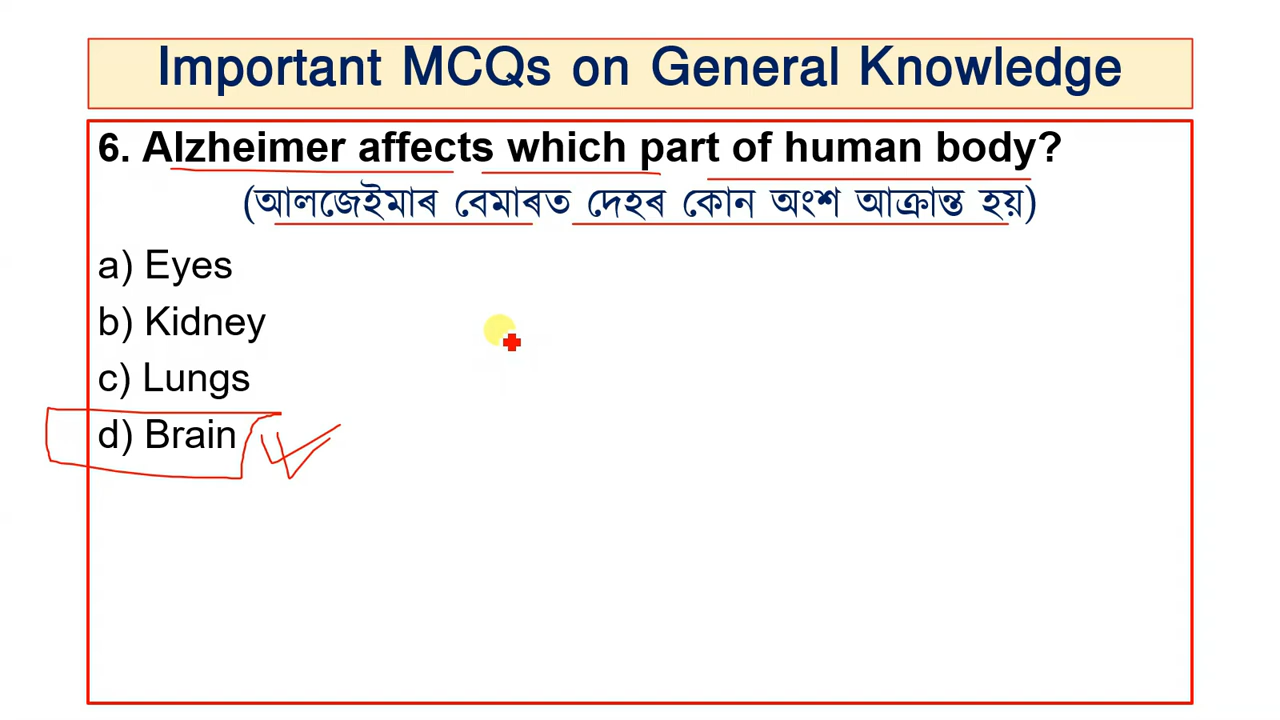 Important MCQs on General Knowledge
6. Alzheimer affects which part of human body?
(আলজেইমাৰ বেমাৰত দেহৰ কোন অংশ আক্ৰান্ত হয়)
a) Eyes
b) Kidney
c) Lungs
d) Brain